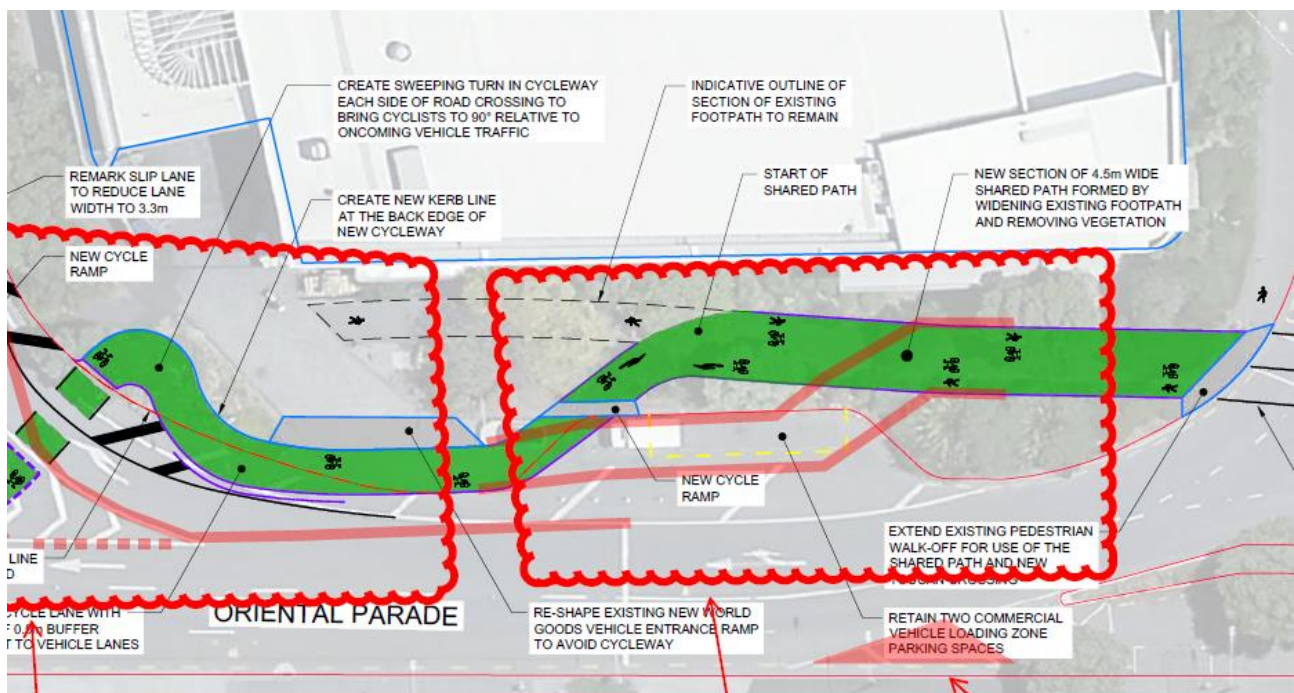 CREATE SWEEPING TURN IN CYCLEWAY
EACH SIDE OF ROAD CROSSING TO
BRING CYCLISTS TO 90° RELATIVE TO
ONCOMING VEHICLE TRAFFIC
INDICATIVE OUTLINE OF
SECTION OF EXISTING
FOOTPATH TO REMAIN
REMARK SLIP LANE
TO REDUCE LANE
WIDTH TO 3.3m
START OF
SHARED PATH
NEW SECTION OF 4.5m WIDE
SHARED PATH FORMED BY
WIDENING EXISTING FOOTPATH
AND REMOVING VEGETATION
CREATE NEW KERB LINE
AT THE BACK EDGE OF
NEW CYCLEWAY
NEW CYCLE
RAMP
NEW CYCLE
RAMP
EXTEND EXISTING PEDESTRIAN
WALK-OFF FOR USE OF THE
SHARED PATH AND NEW
CROSSING
LINE
CYCLE LANE WITH
BUFFER
TO VEHICLE LANES
ORIENTAL PARADE
RE-SHAPE EXISTING NEW WORLD
GOODS VEHICLE ENTRANCE RAMP
TO AVOID CYCLEWAY
RETAIN TWO COMMERCIAL
VEHICLE LOADING ZONE
PARKING SPACES